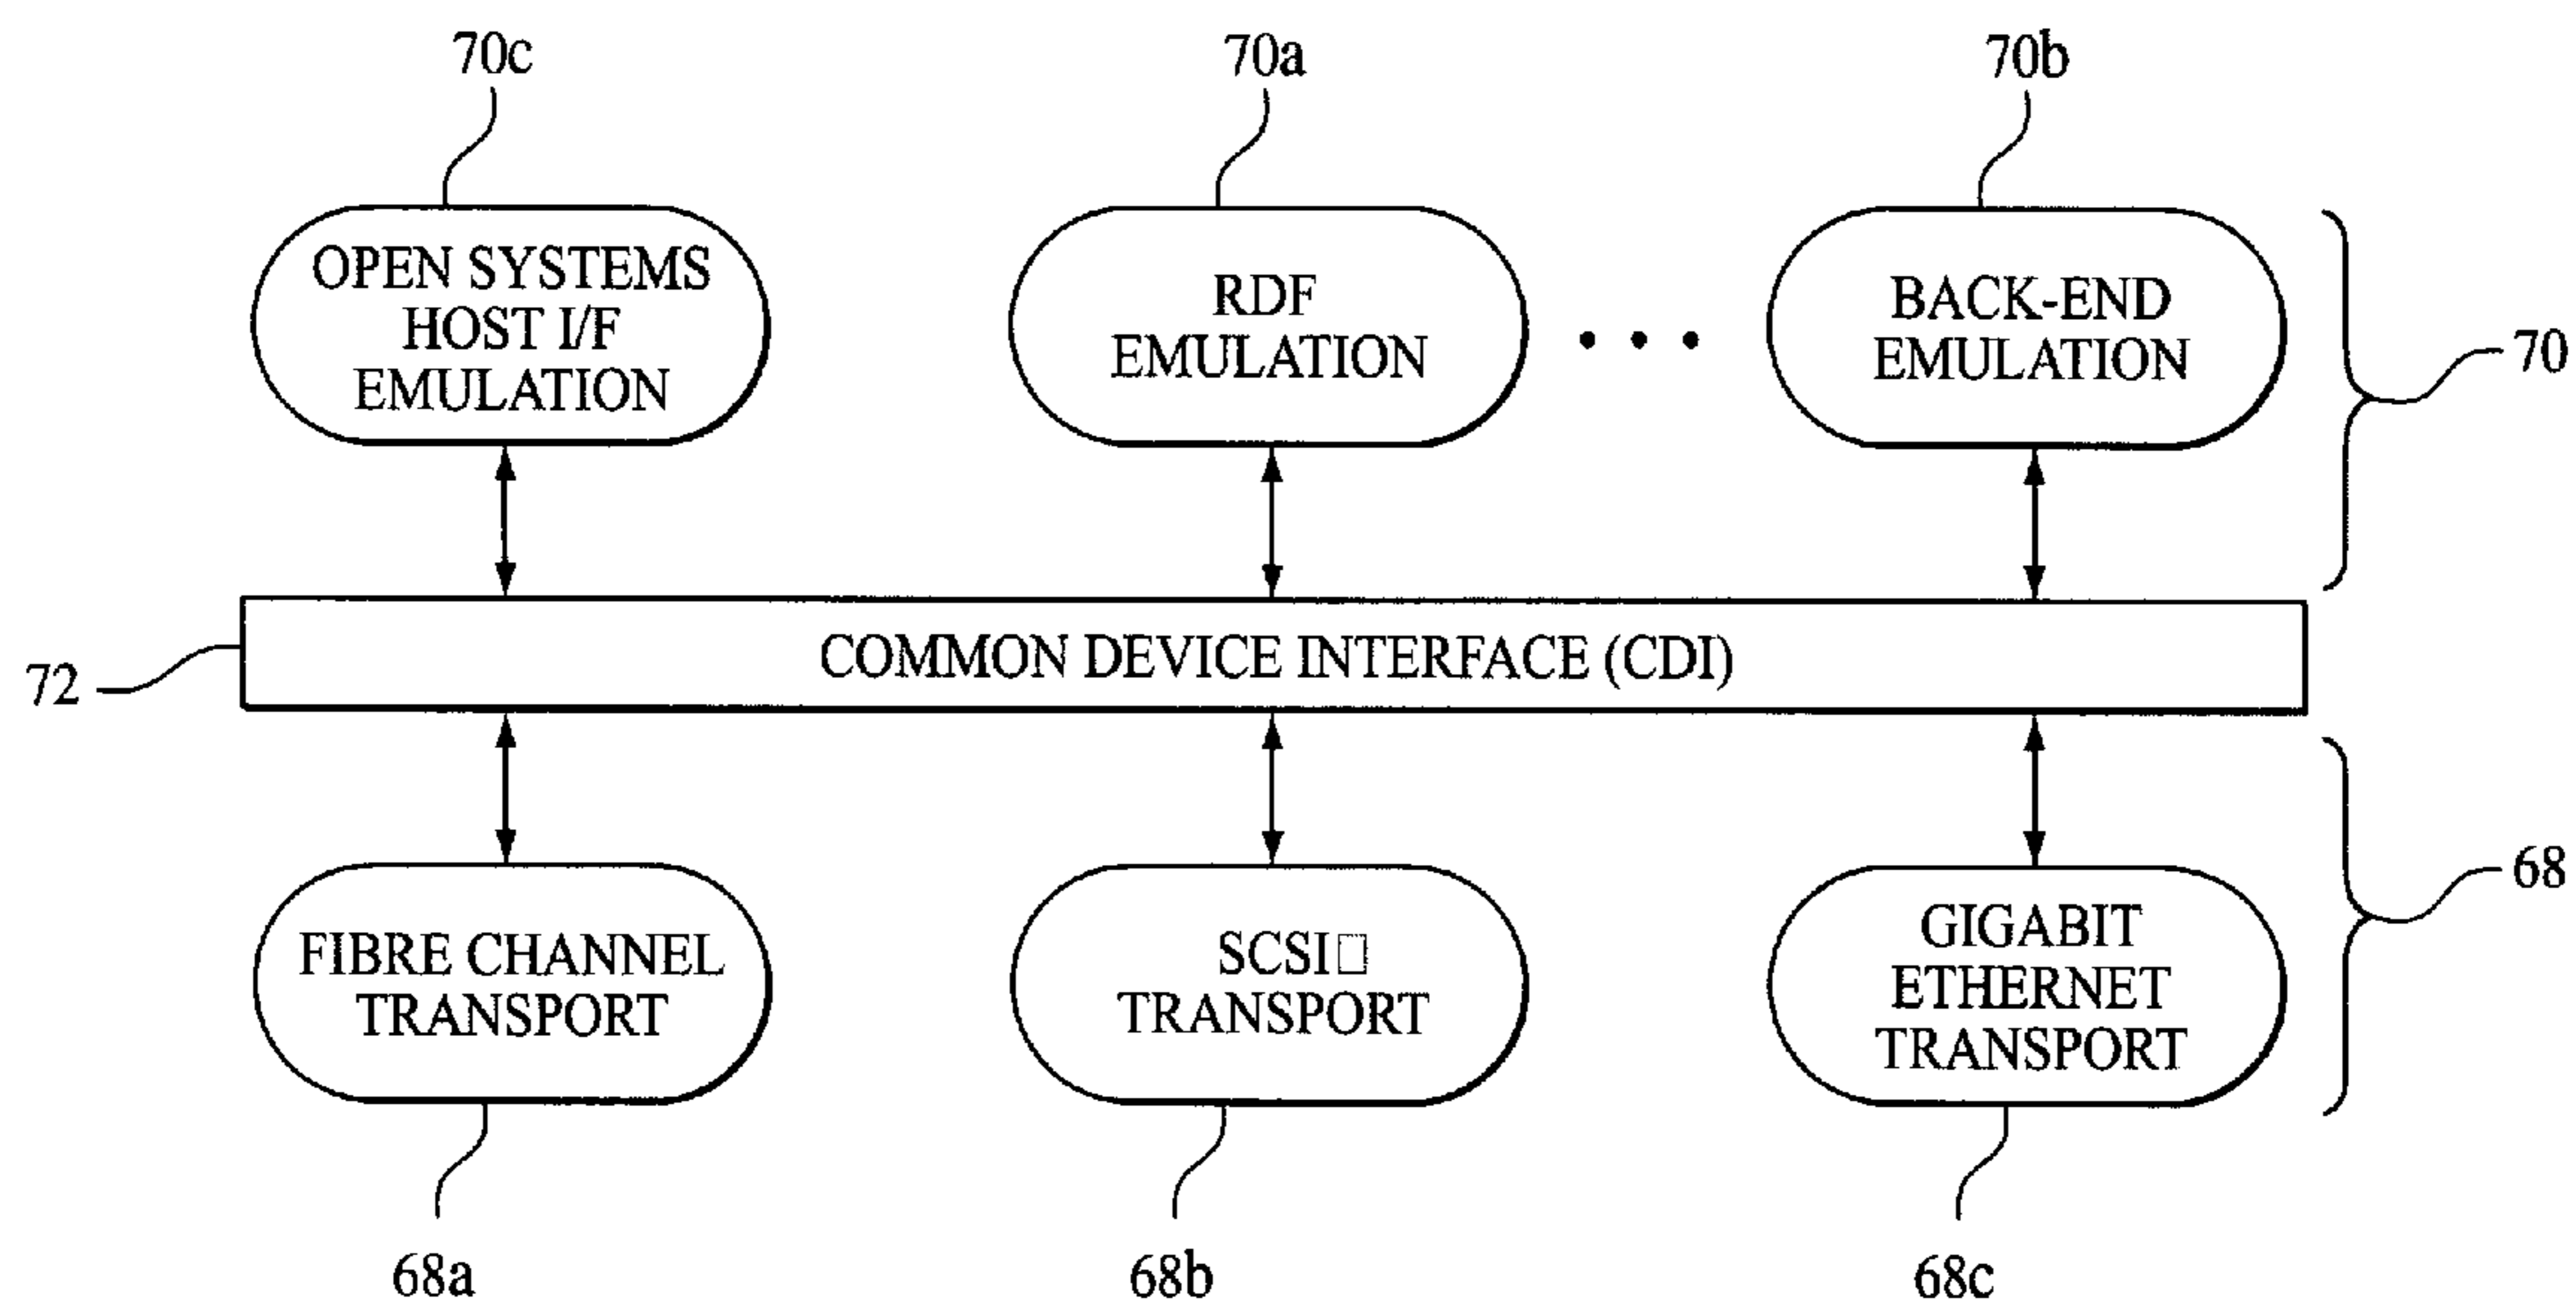 70c
70a
70b
OPEN SYSTEMS
HOST I/F
EMULATION
RDF
EMULATION
• • •
BACK-END
EMULATION
70
COMMON DEVICE INTERFACE (CDI)
72
FIBRE CHANNEL
TRANSPORT
SCSI□
TRANSPORT
GIGABIT
ETHERNET
TRANSPORT
68
68a
68b
68c